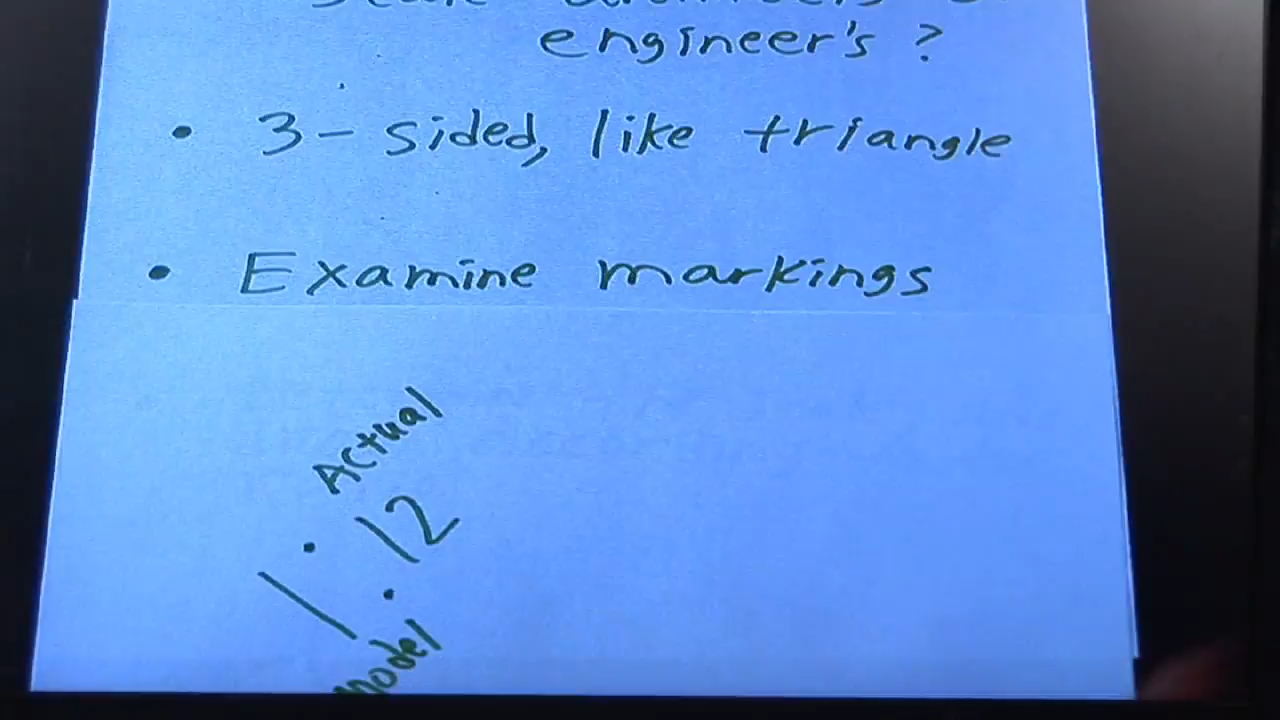 engineer's ?
• 3-sided, like triangle
• Examine markings
Actual
1:12
Model